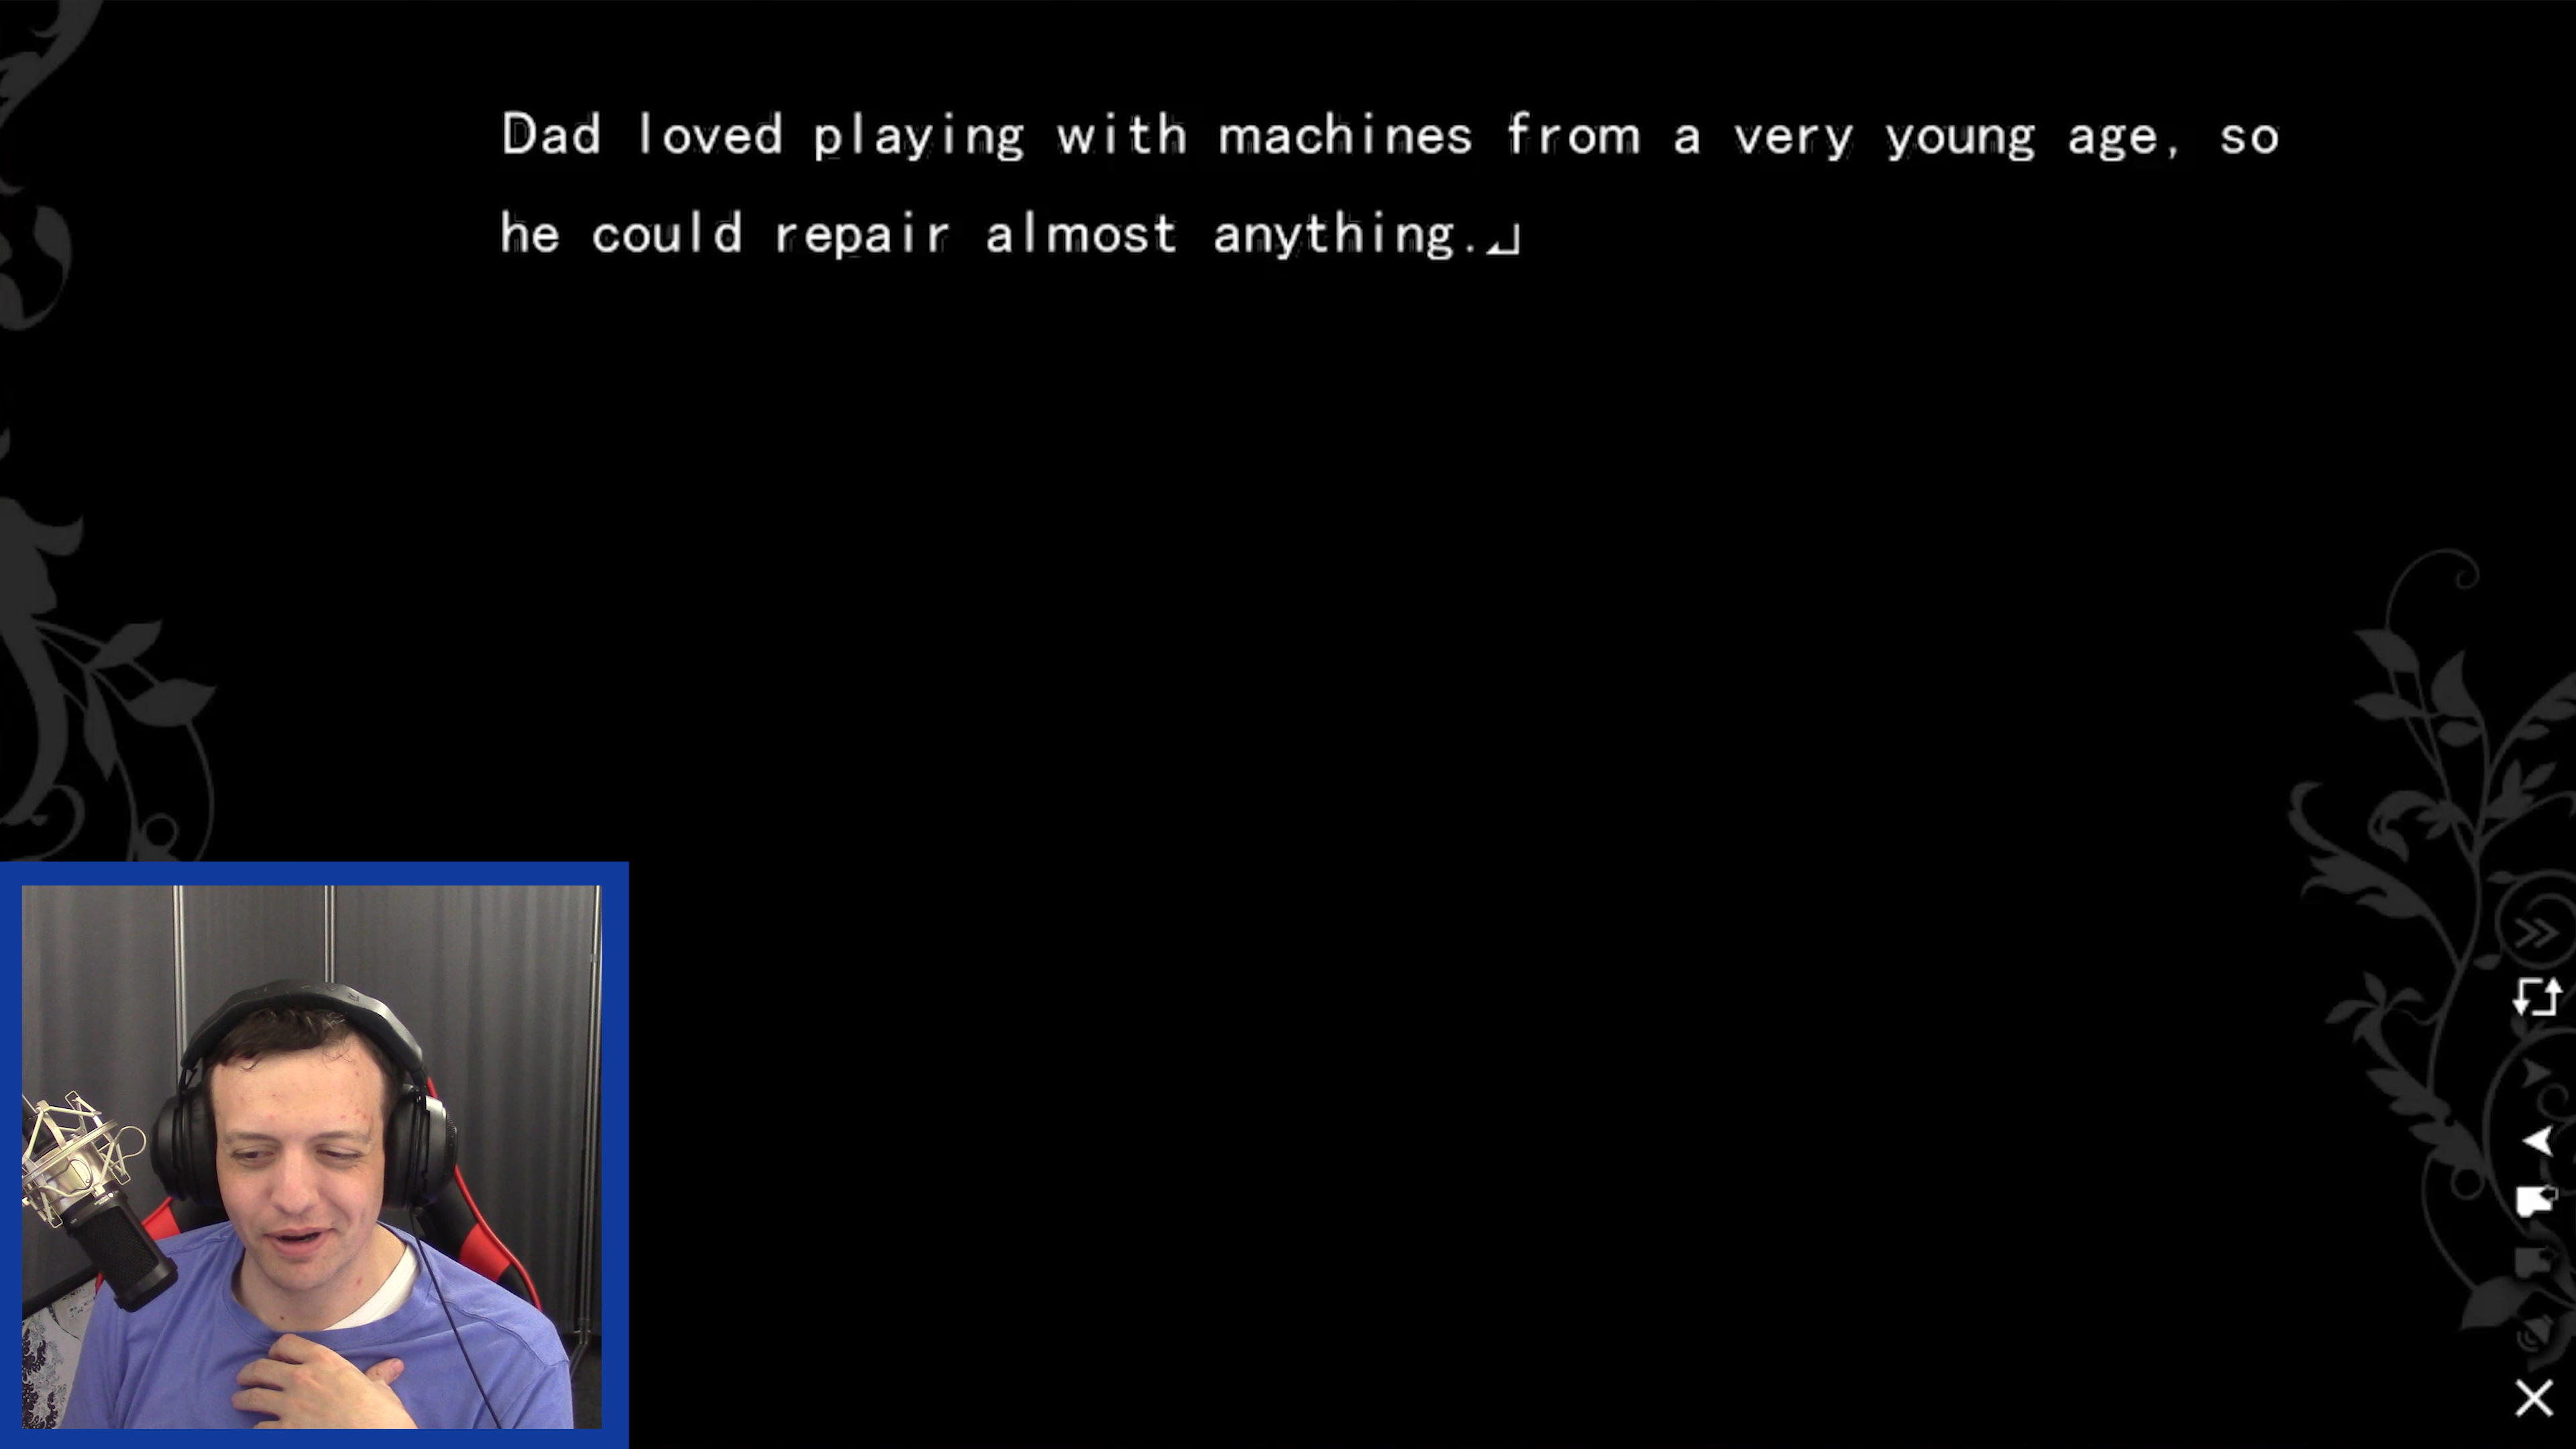 Dad loved playing with machines from a very young age, so
he could repair almost anything.